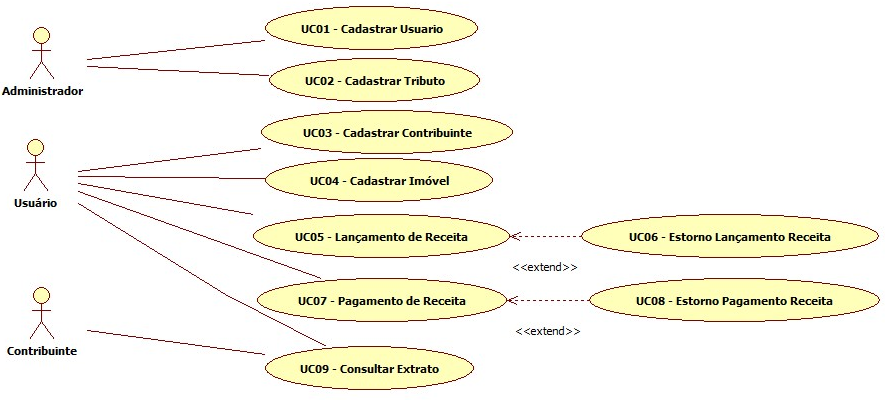 UC01 - Cadastrar Usuario
Administrador
UC02 - Cadastrar Tributo
UC03 - Cadastrar Contribuinte
UC04 - Cadastrar Imóvel
Usuário
UC05 - Lançamento de Receita
UC06 - Estorno Lançamento Receita
<<extend>>
UC07 - Pagamento de Receita
UC08 - Estorno Pagamento Receita
<<extend>>
Contribuinte
UC09 - Consultar Extrato